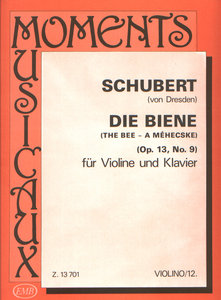 MOMENTS
MUSICAUX
SCHUBERT
(von Dresden)
DIE BIENE
(THE BEE – A MÉHECSKE)
(Op. 13, No. 9)
für Violine und Klavier
EMB
Z. 13 701
VIOLINO/12.